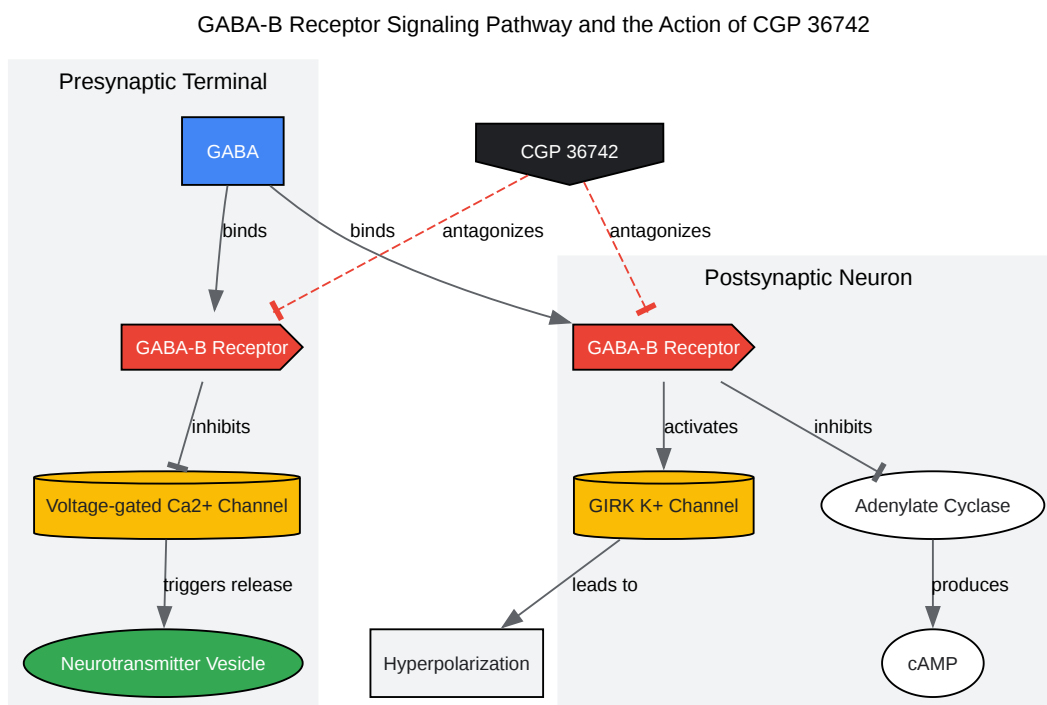 GABA-B Receptor Signaling Pathway and the Action of CGP 36742
Presynaptic Terminal
GABA
CGP 36742
binds
binds
antagonizes
antagonizes
Postsynaptic Neuron
GABA-B Receptor
GABA-B Receptor
inhibits
activates
inhibits
Voltage-gated Ca2+ Channel
GIRK K+ Channel
Adenylate Cyclase
triggers release
leads to
produces
Neurotransmitter Vesicle
Hyperpolarization
cAMP